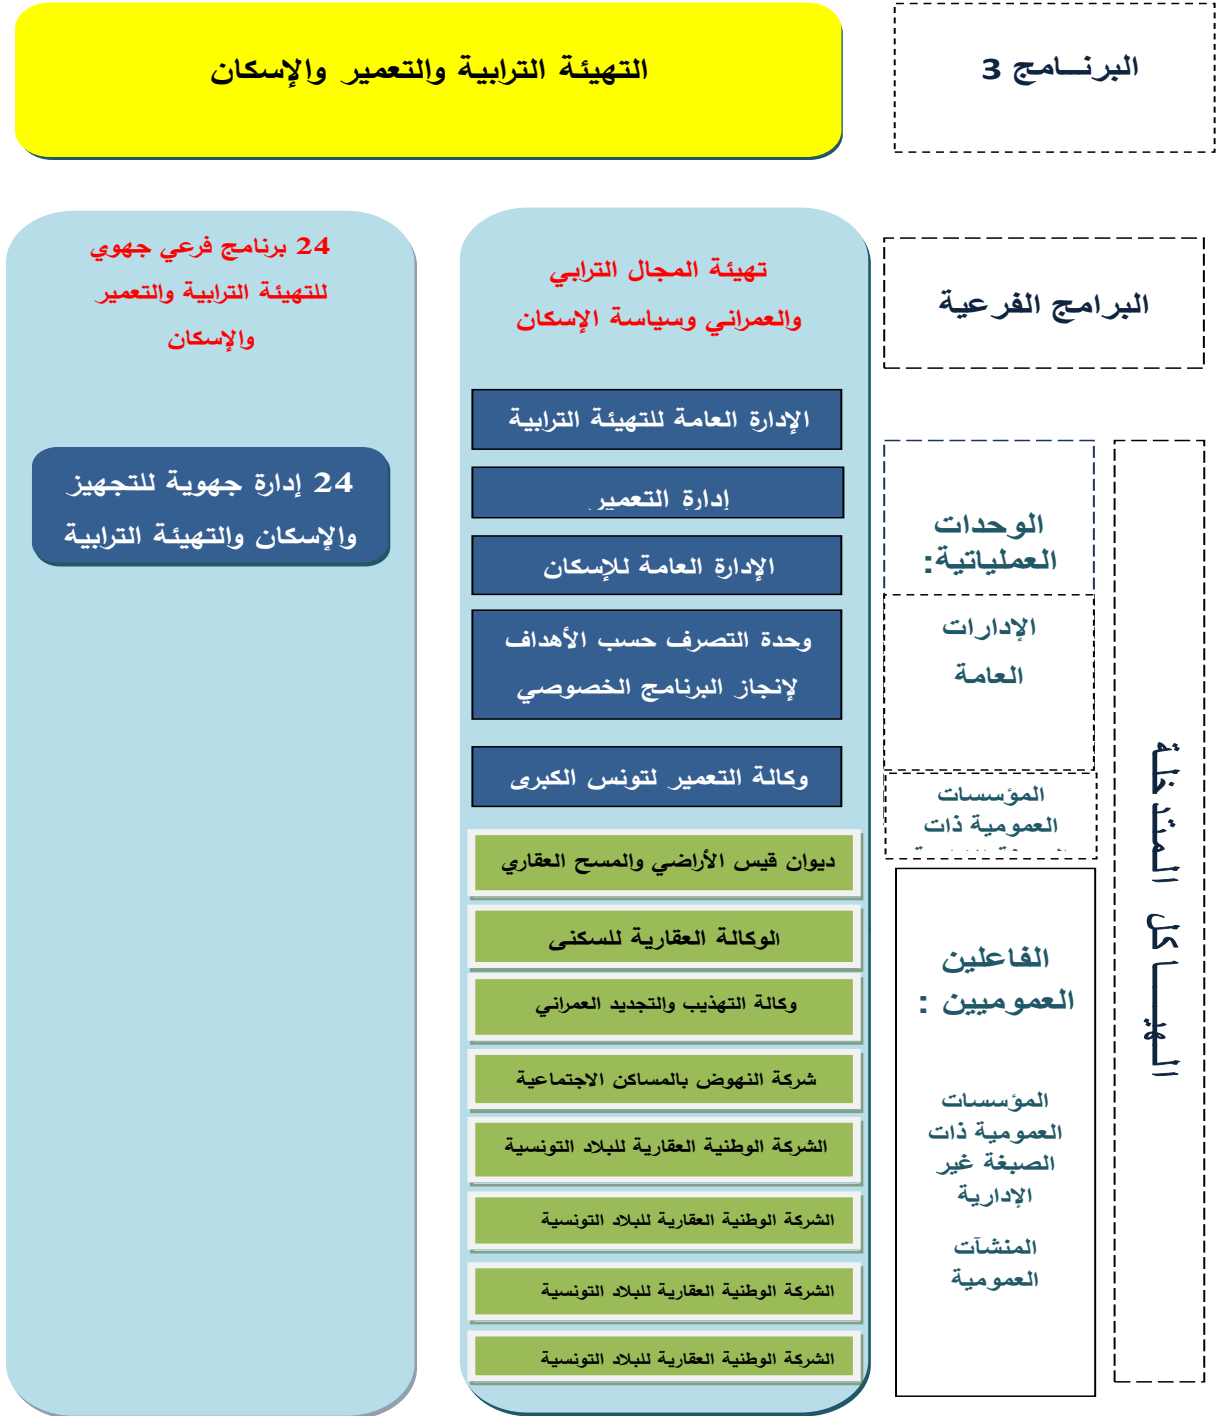 البرنــامج 3
التهيئة الترابية والتعمير والإسكان
البرامج الفرعية
تهيئة المجال الترابي
والعمراني وسياسة الإسكان
24 برنامج فرعي جهوي
للتهيئة الترابية والتعمير
والإسكان
الهيــــاكل المتدخلة
الوحدات
العملياتية:
الإدارات
العامة
الإدارة العامة للتهيئة الترابية
إدارة التعمير
الإدارة العامة للإسكان
وحدة التصرف حسب الأهداف
لإنجاز البرنامج الخصوصي
24 إدارة جهوية للتجهيز
والإسكان والتهيئة الترابية
المؤسسات
العمومية ذات
وكالة التعمير لتونس الكبرى
الفاعلين
العموميين :
المؤسسات
العمومية ذات
الصبغة غير
الإدارية
المنشآت
العمومية
ديوان قيس الأراضي والمسح العقاري
الوكالة العقارية للسكنى
وكالة التهذيب والتجديد العمراني
شركة النهوض بالمساكن الاجتماعية
الشركة الوطنية العقارية للبلاد التونسية
الشركة الوطنية العقارية للبلاد التونسية
الشركة الوطنية العقارية للبلاد التونسية
الشركة الوطنية العقارية للبلاد التونسية